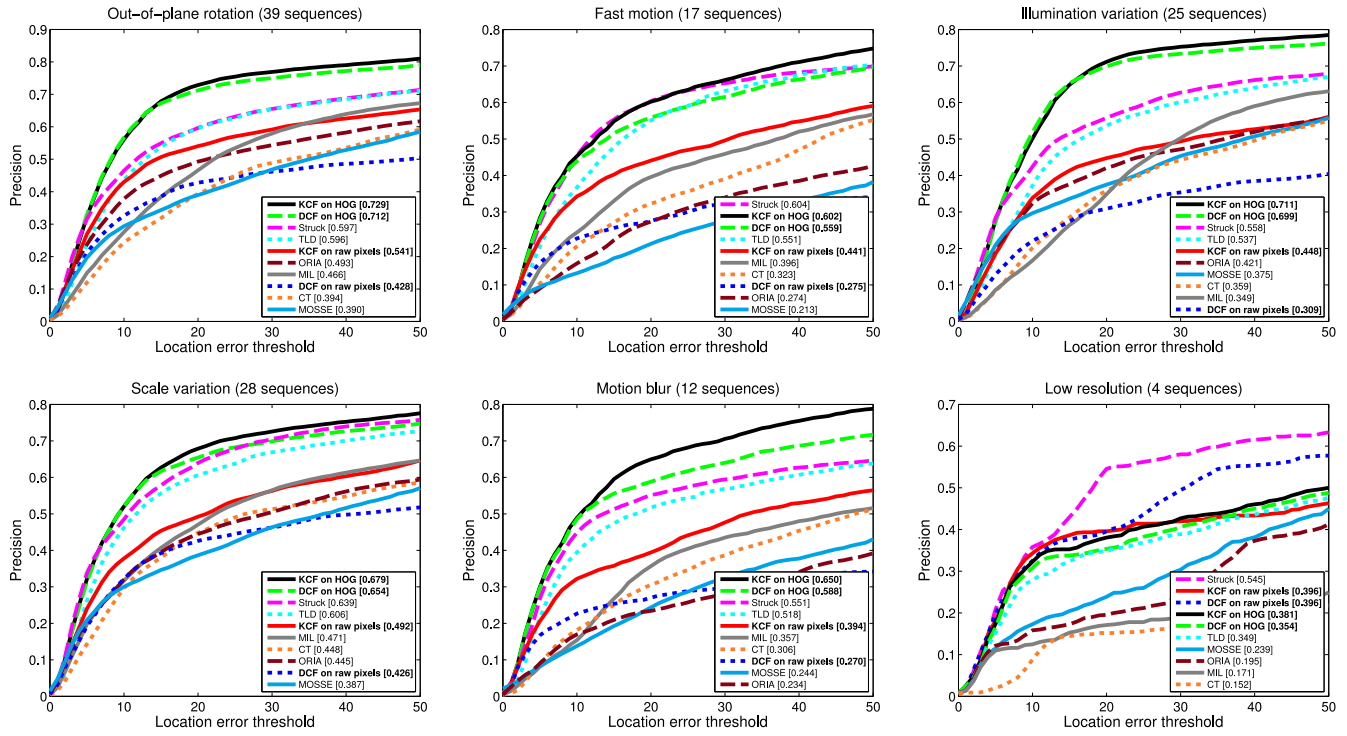 Out−of−plane rotation (39 sequences)
Precision
0.9
0.8
0.7
0.6
0.5
0.4
0.3
0.2
0.1
0
KCF on HOG [0.729]
DCF on HOG [0.712]
Struck [0.597]
TLD [0.596]
KCF on raw pixels [0.541]
ORIA [0.493]
MIL [0.466]
DCF on raw pixels [0.428]
CT [0.394]
MOSSE [0.390]
0 10 20 30 40 50
Location error threshold
Fast motion (17 sequences)
Precision
0.8
0.7
0.6
0.5
0.4
0.3
0.2
0.1
0
Struck [0.604]
KCF on HOG [0.602]
DCF on HOG [0.559]
TLD [0.551]
KCF on raw pixels [0.441]
MIL [0.396]
CT [0.323]
DCF on raw pixels [0.275]
ORIA [0.274]
MOSSE [0.213]
0 10 20 30 40 50
Location error threshold
Illumination variation (25 sequences)
Precision
0.8
0.7
0.6
0.5
0.4
0.3
0.2
0.1
0
KCF on HOG [0.711]
DCF on HOG [0.699]
Struck [0.558]
TLD [0.537]
KCF on raw pixels [0.448]
ORIA [0.421]
MOSSE [0.375]
CT [0.359]
MIL [0.349]
DCF on raw pixels [0.309]
0 10 20 30 40 50
Location error threshold
Scale variation (28 sequences)
Precision
0.8
0.7
0.6
0.5
0.4
0.3
0.2
0.1
0
KCF on HOG [0.679]
DCF on HOG [0.654]
Struck [0.639]
TLD [0.606]
KCF on raw pixels [0.492]
MIL [0.471]
CT [0.448]
ORIA [0.445]
DCF on raw pixels [0.426]
MOSSE [0.387]
0 10 20 30 40 50
Location error threshold
Motion blur (12 sequences)
Precision
0.8
0.7
0.6
0.5
0.4
0.3
0.2
0.1
0
KCF on HOG [0.650]
DCF on HOG [0.588]
Struck [0.551]
TLD [0.518]
KCF on raw pixels [0.394]
MIL [0.357]
CT [0.306]
DCF on raw pixels [0.270]
MOSSE [0.244]
ORIA [0.234]
0 10 20 30 40 50
Location error threshold
Low resolution (4 sequences)
Precision
0.8
0.7
0.6
0.5
0.4
0.3
0.2
0.1
0
Struck [0.545]
KCF on raw pixels [0.396]
DCF on raw pixels [0.396]
KCF on HOG [0.381]
DCF on HOG [0.354]
TLD [0.349]
MOSSE [0.239]
ORIA [0.195]
MIL [0.171]
CT [0.152]
0 10 20 30 40 50
Location error threshold